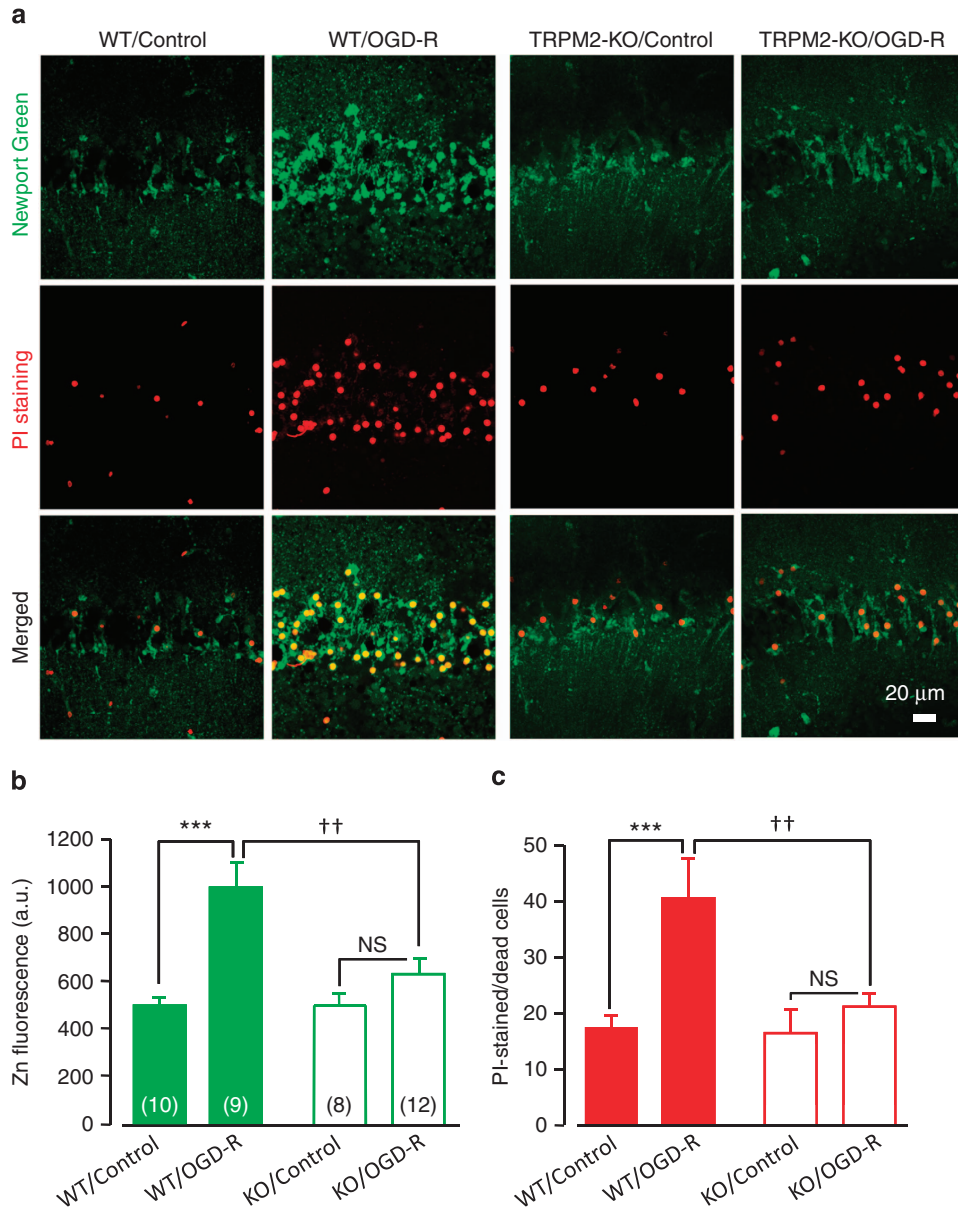 a
WT/Control
WT/OGD-R
TRPM2-KO/Control
TRPM2-KO/OGD-R
Newport Green
PI staining
Merged
20 μm
b
1200
1000
800
600
400
200
0
Zn fluorescence (a.u.)
***
††
NS
(10)
(9)
(8)
(12)
WT/Control
WT/OGD-R
KO/Control
KO/OGD-R
c
50
40
30
20
10
0
PI-stained/dead cells
***
††
NS
WT/Control
WT/OGD-R
KO/Control
KO/OGD-R